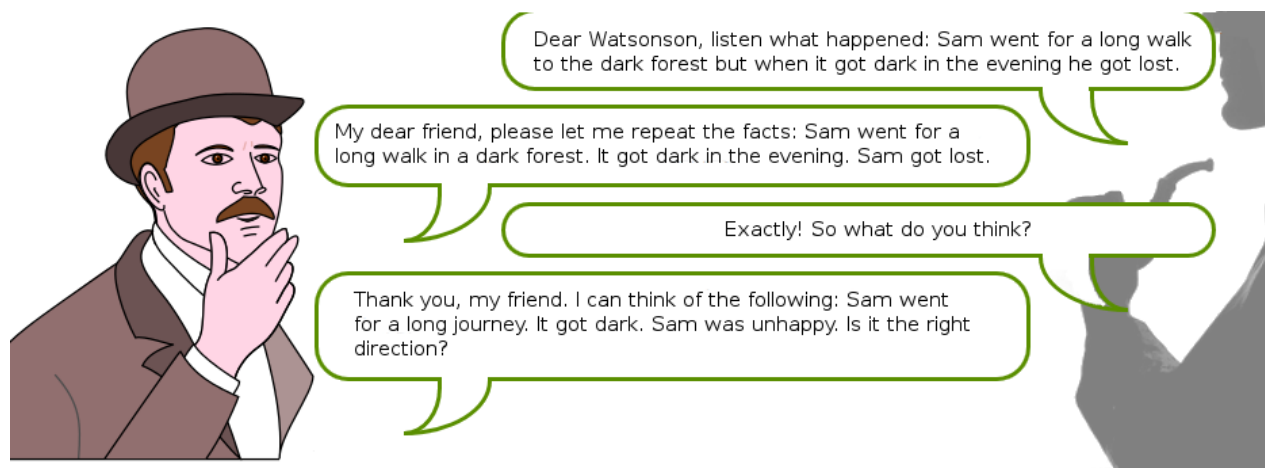 Dear Watsonson, listen what happened: Sam went for a long walk
to the dark forest but when it got dark in the evening he got lost.
My dear friend, please let me repeat the facts: Sam went for a
long walk in a dark forest. It got dark in the evening. Sam got lost.
Exactly! So what do you think?
Thank you, my friend. I can think of the following: Sam went
for a long journey. It got dark. Sam was unhappy. Is it the right
direction?